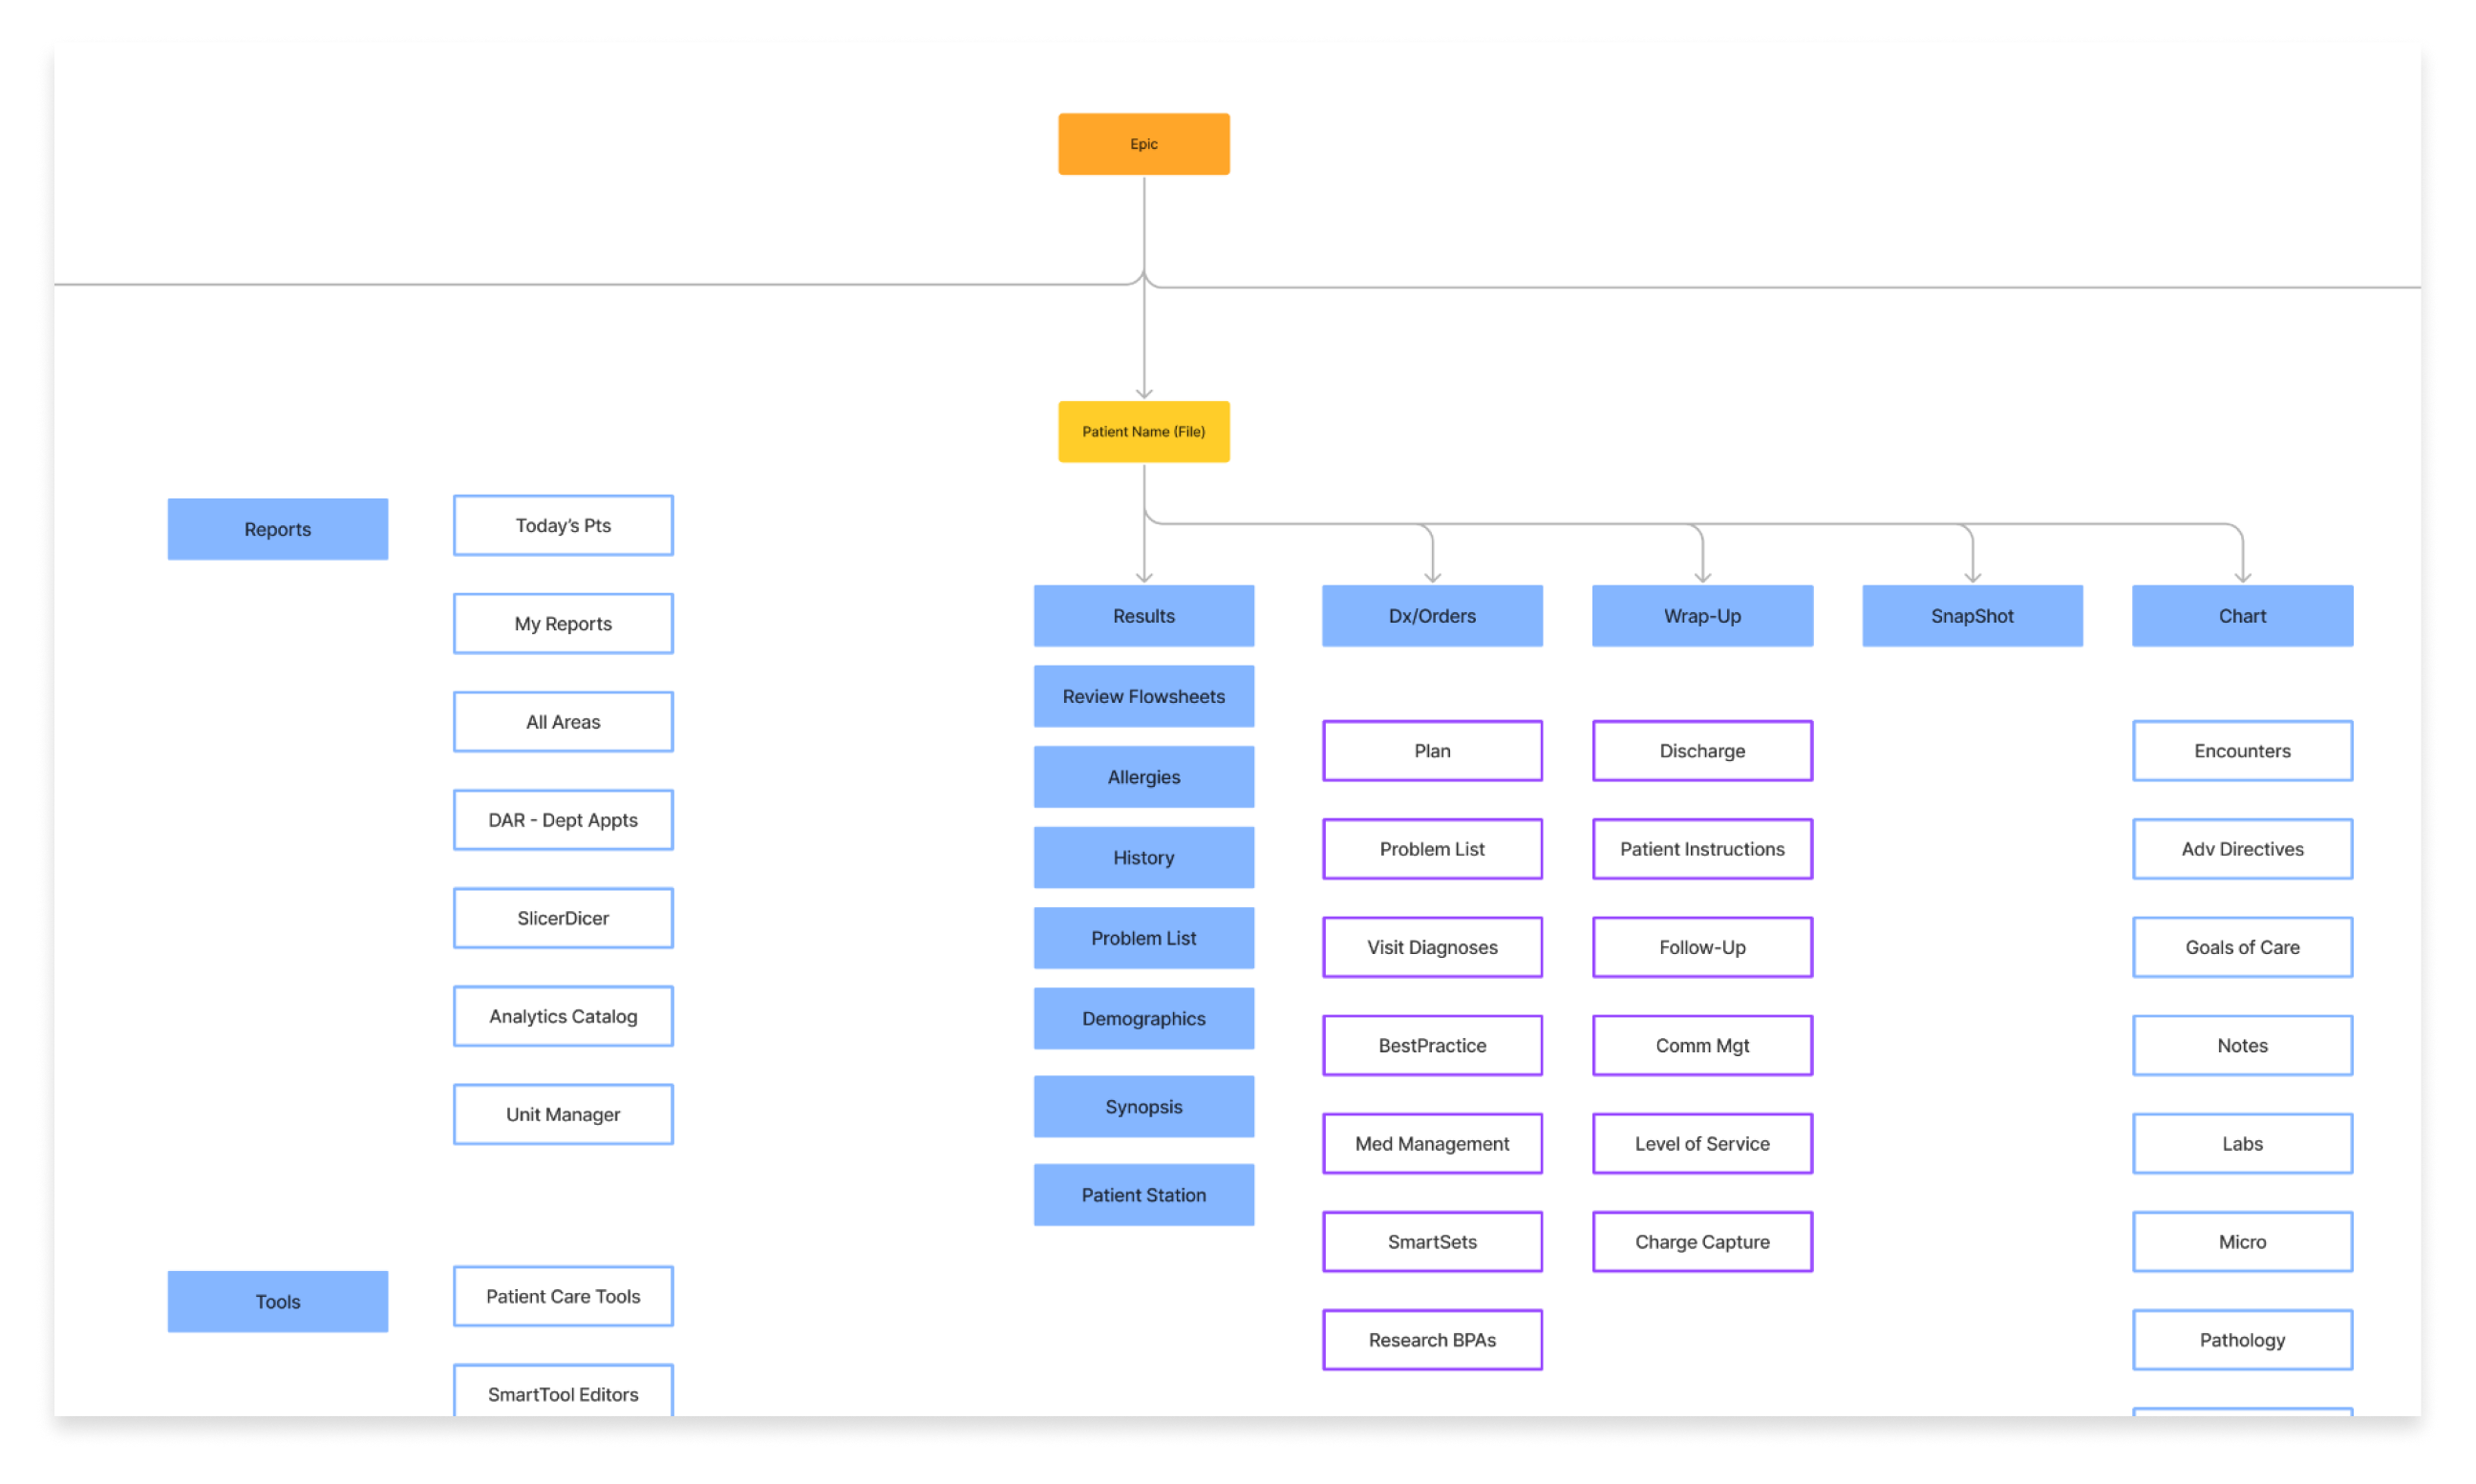 Epic
Patient Name (File)
Reports
Today's Pts
My Reports
All Areas
DAR - Dept Appts
SlicerDicer
Analytics Catalog
Unit Manager
Tools
Patient Care Tools
SmartTool Editors
Results
Review Flowsheets
Allergies
History
Problem List
Demographics
Synopsis
Patient Station
Dx/Orders
Plan
Problem List
Visit Diagnoses
BestPractice
Med Management
SmartSets
Research BPAs
Wrap-Up
Discharge
Patient Instructions
Follow-Up
Comm Mgt
Level of Service
Charge Capture
SnapShot
Chart
Encounters
Adv Directives
Goals of Care
Notes
Labs
Micro
Pathology